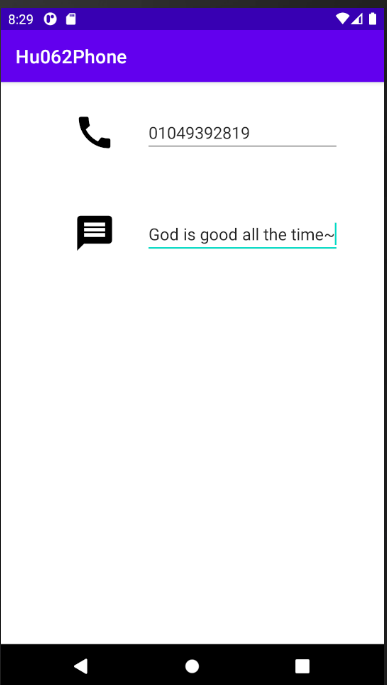 8:29
Hu062Phone
01049392819
God is good all the time~